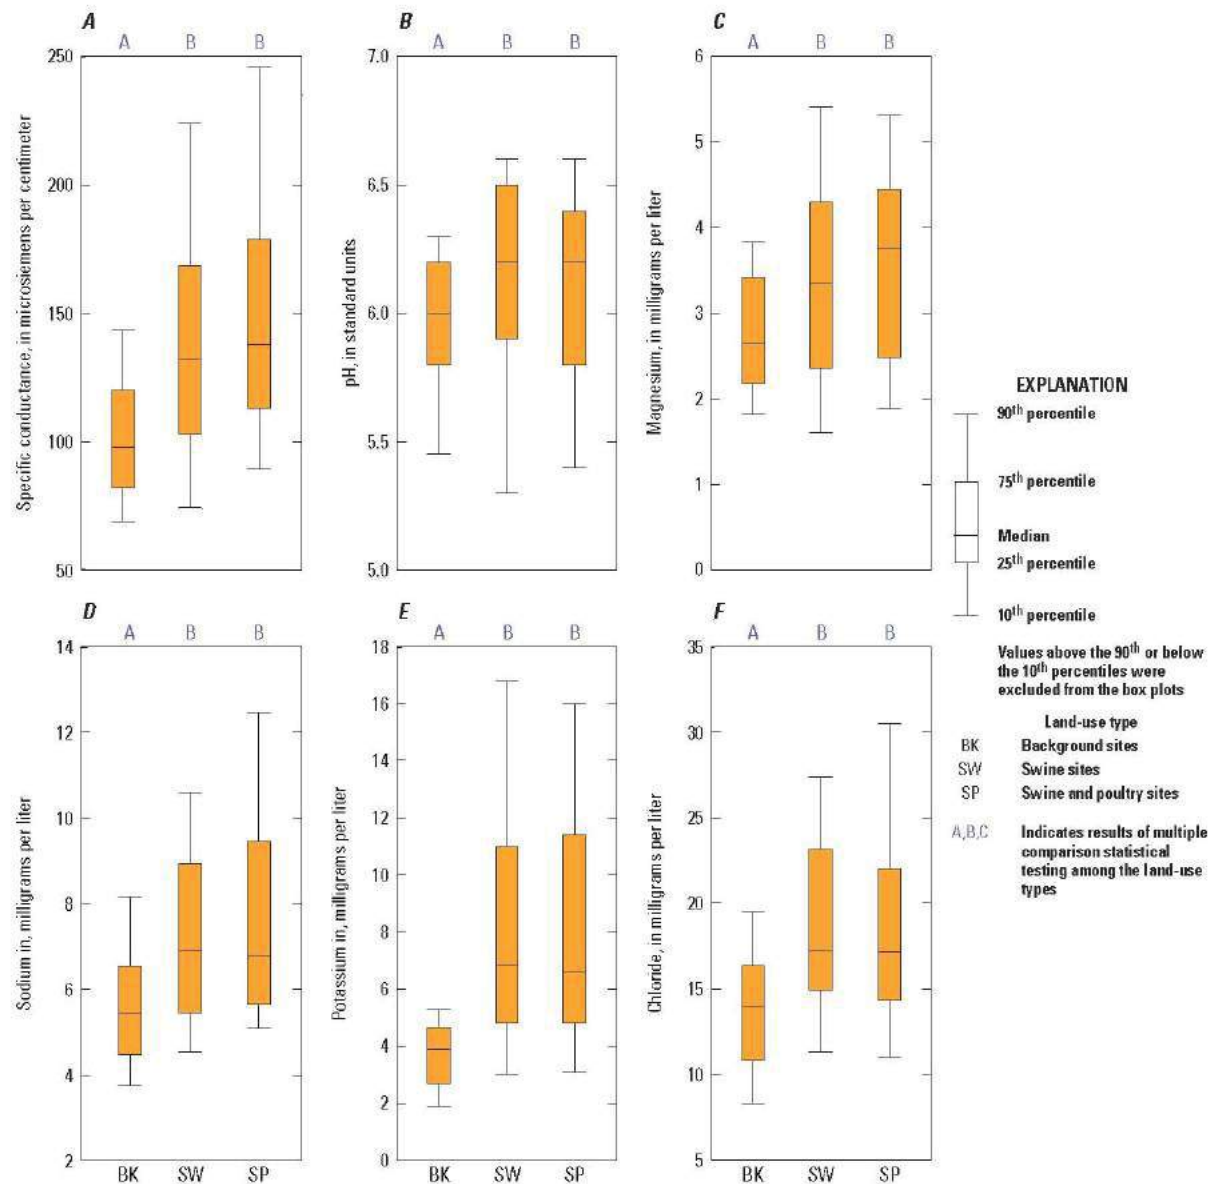 A
A B B
250
200
150
100
50
Specific conductance, in microsiemens per centimeter
B
A B B
7.0
6.5
6.0
5.5
5.0
pH, in standard units
C
A B B
6
5
4
3
2
1
0
Magnesium, in milligrams per liter
EXPLANATION
90th percentile
75th percentile
Median
25th percentile
10th percentile
Values above the 90th or below
the 10th percentiles were
excluded from the box plots
Land-use type
BK Background sites
SW Swine sites
SP Swine and poultry sites
A,B,C Indicates results of multiple
comparison statistical
testing among the land-use
types
D
A B B
14
12
10
8
6
4
2
Sodium in, milligrams per liter
BK SW SP
E
A B B
18
16
14
12
10
8
6
4
2
0
Potassium in, milligrams per liter
BK SW SP
F
A B B
35
30
25
20
15
10
5
Chloride, in milligrams per liter
BK SW SP